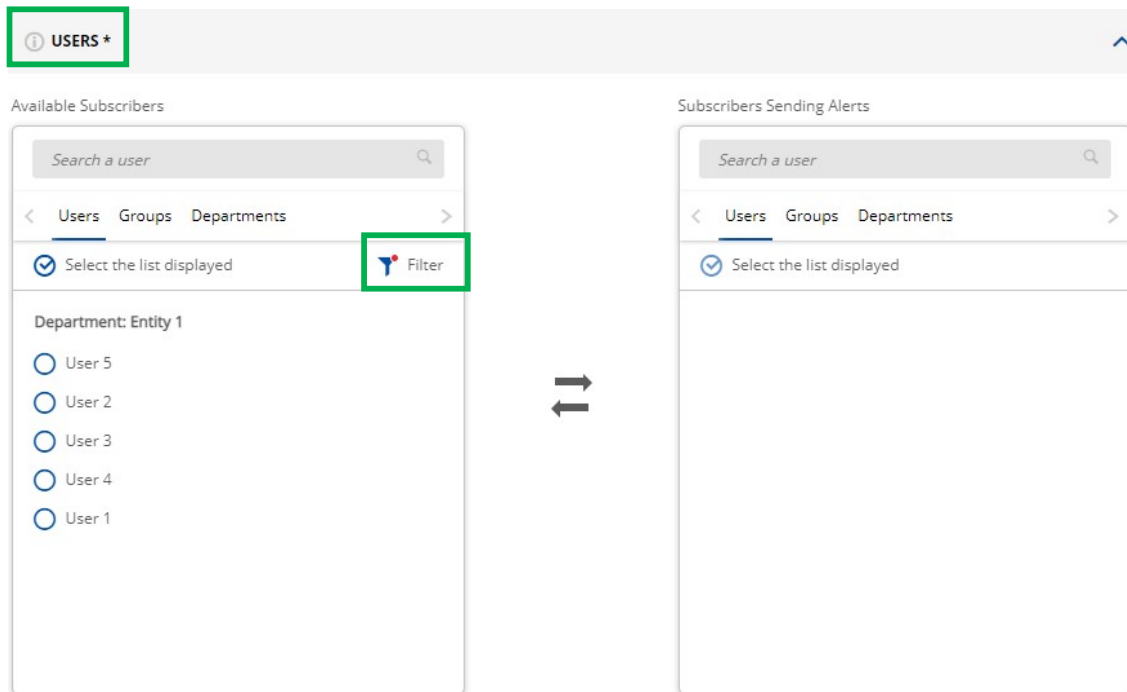 USERS *
Available Subscribers
Search a user
Users Groups Departments
Select the list displayed
Filter
Department: Entity 1
User 5
User 2
User 3
User 4
User 1
Subscribers Sending Alerts
Search a user
Users Groups Departments
Select the list displayed